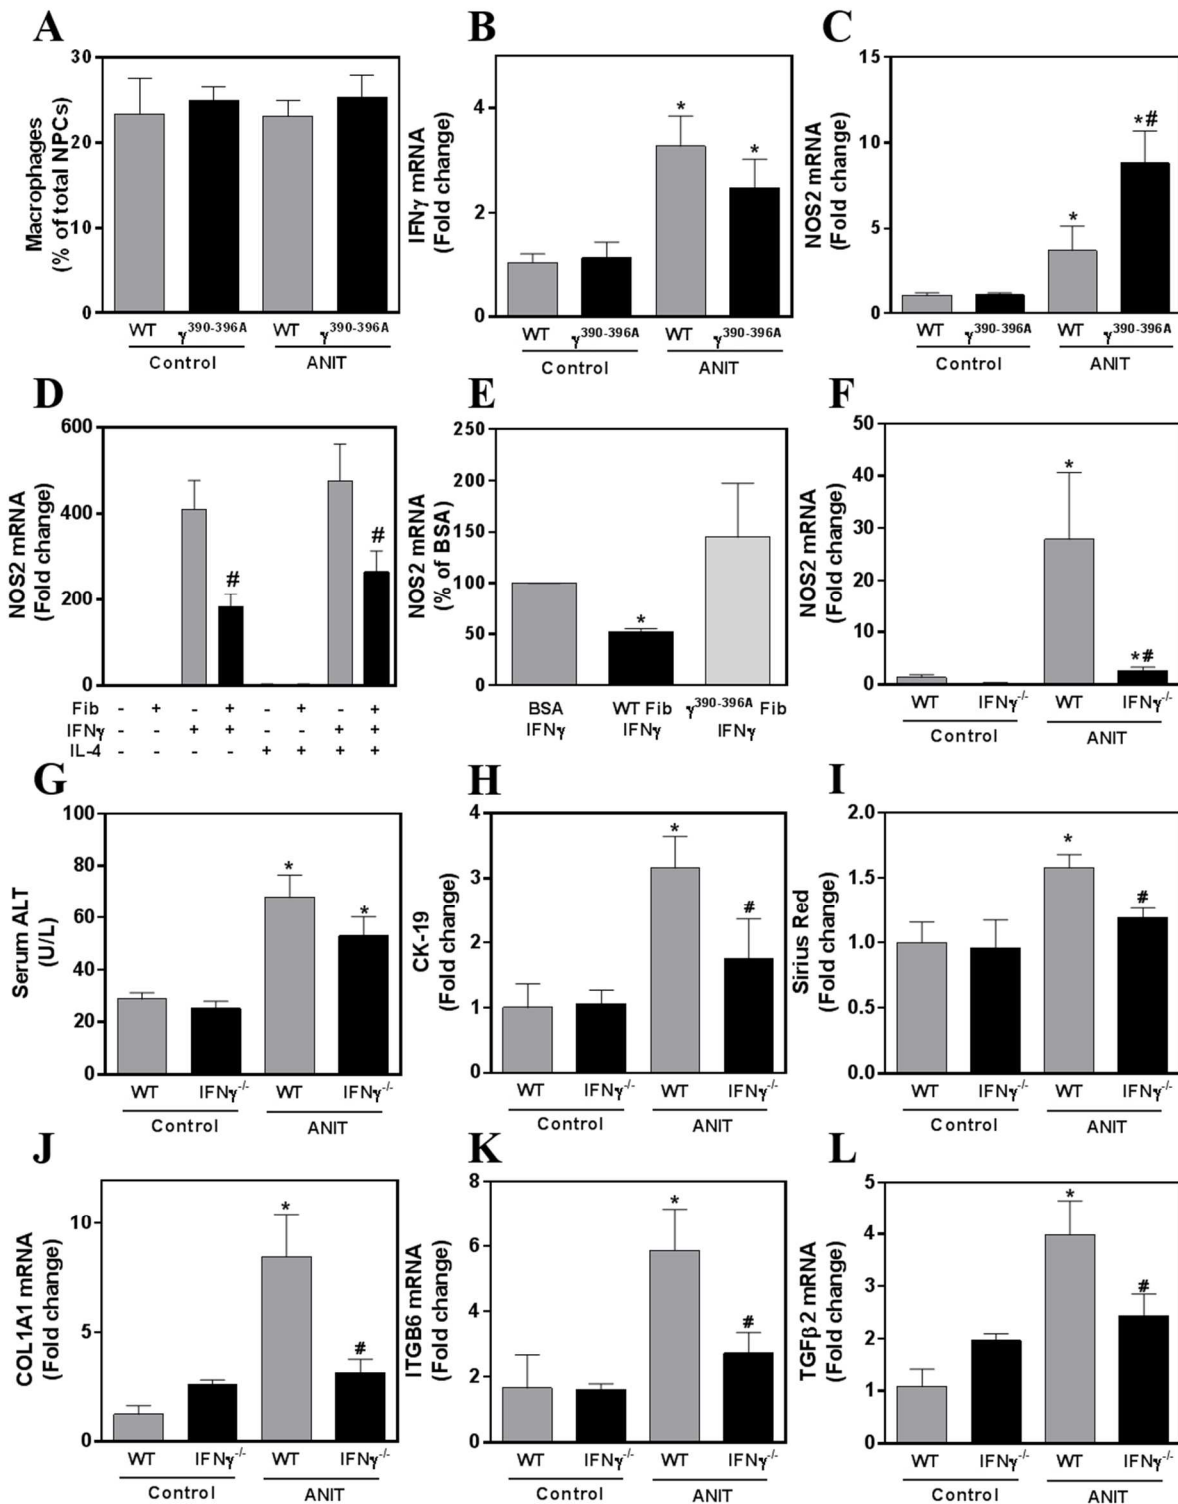 A
Macrophages
(% of total NPCs)
30
20
10
0
WT
γ390-396A
WT
γ390-396A
Control
ANIT
B
IFNγ mRNA
(Fold change)
4
2
0
*
*
WT
γ390-396A
WT
γ390-396A
Control
ANIT
C
NOS2 mRNA
(Fold change)
15
10
5
0
*
*#
WT
γ390-396A
WT
γ390-396A
Control
ANIT
D
NOS2 mRNA
(Fold change)
600
400
200
0
#
#
Fib - + - + - + - +
IFNγ - - + + - - + +
IL-4 - - - - + + + +
E
NOS2 mRNA
(% of BSA)
250
200
150
100
50
0
*
BSA
IFNγ
WT Fib
IFNγ
γ390-396A Fib
IFNγ
F
NOS2 mRNA
(Fold change)
50
40
30
20
10
0
*
*#
WT
IFNγ-/-
WT
IFNγ-/-
Control
ANIT
G
Serum ALT
(U/L)
100
80
60
40
20
0
*
*
WT
IFNγ-/-
WT
IFNγ-/-
Control
ANIT
H
CK-19
(Fold change)
4
3
2
1
0
*
#
WT
IFNγ-/-
WT
IFNγ-/-
Control
ANIT
I
Sirius Red
(Fold change)
2.0
1.5
1.0
0.5
0.0
*
#
WT
IFNγ-/-
WT
IFNγ-/-
Control
ANIT
J
COL1A1 mRNA
(Fold change)
10
5
0
*
#
WT
IFNγ-/-
WT
IFNγ-/-
Control
ANIT
K
ITGB6 mRNA
(Fold change)
8
6
4
2
0
*
#
WT
IFNγ-/-
WT
IFNγ-/-
Control
ANIT
L
TGFβ2 mRNA
(Fold change)
5
4
3
2
1
0
*
#
WT
IFNγ-/-
WT
IFNγ-/-
Control
ANIT